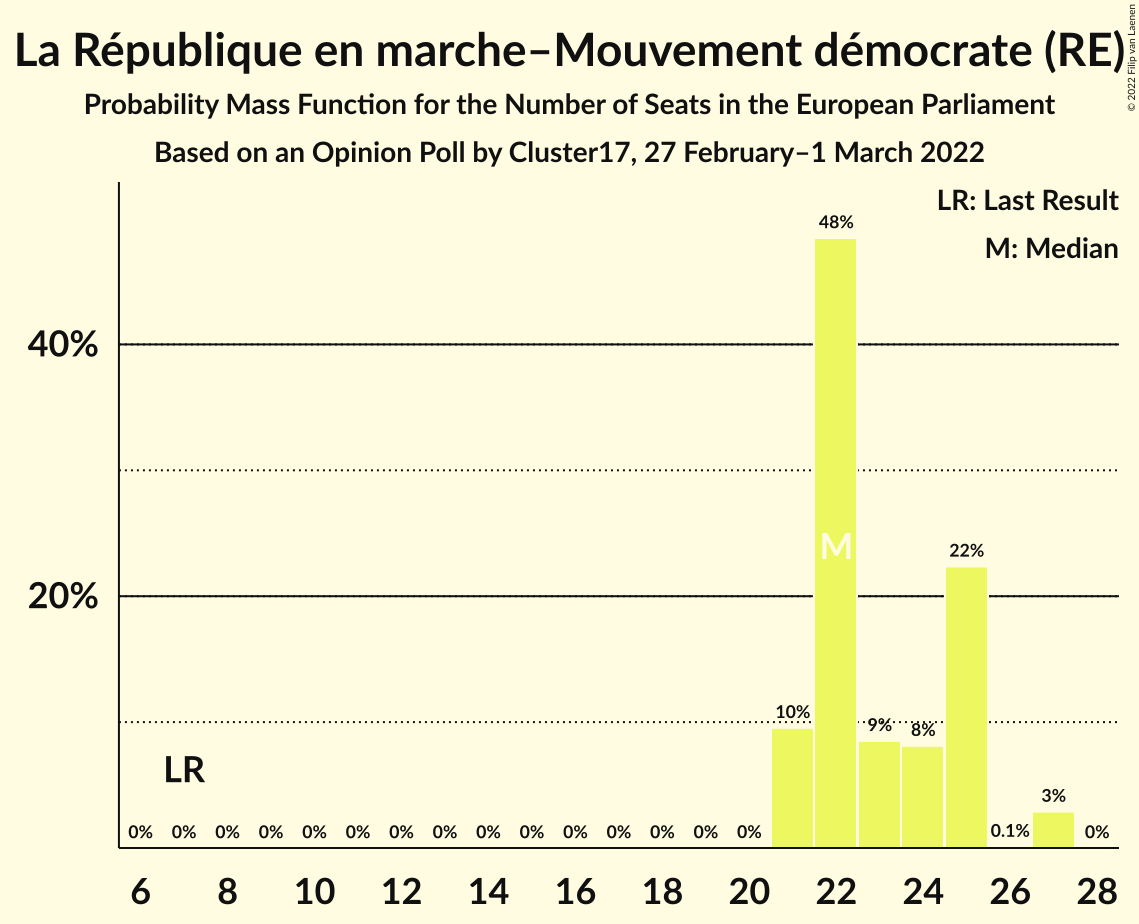 La République en marche–Mouvement démocrate (RE)
© 2022 Filip van Laenen
Probability Mass Function for the Number of Seats in the European Parliament
Based on an Opinion Poll by Cluster17, 27 February–1 March 2022
LR: Last Result
M: Median
48%
40%
M
22%
20%
10%
9%
8%
LR
3%
0% 0% 0% 0% 0% 0% 0% 0% 0% 0% 0% 0% 0% 0% 0% 0.1% 0%
6 8 10 12 14 16 18 20 22 24 26 28